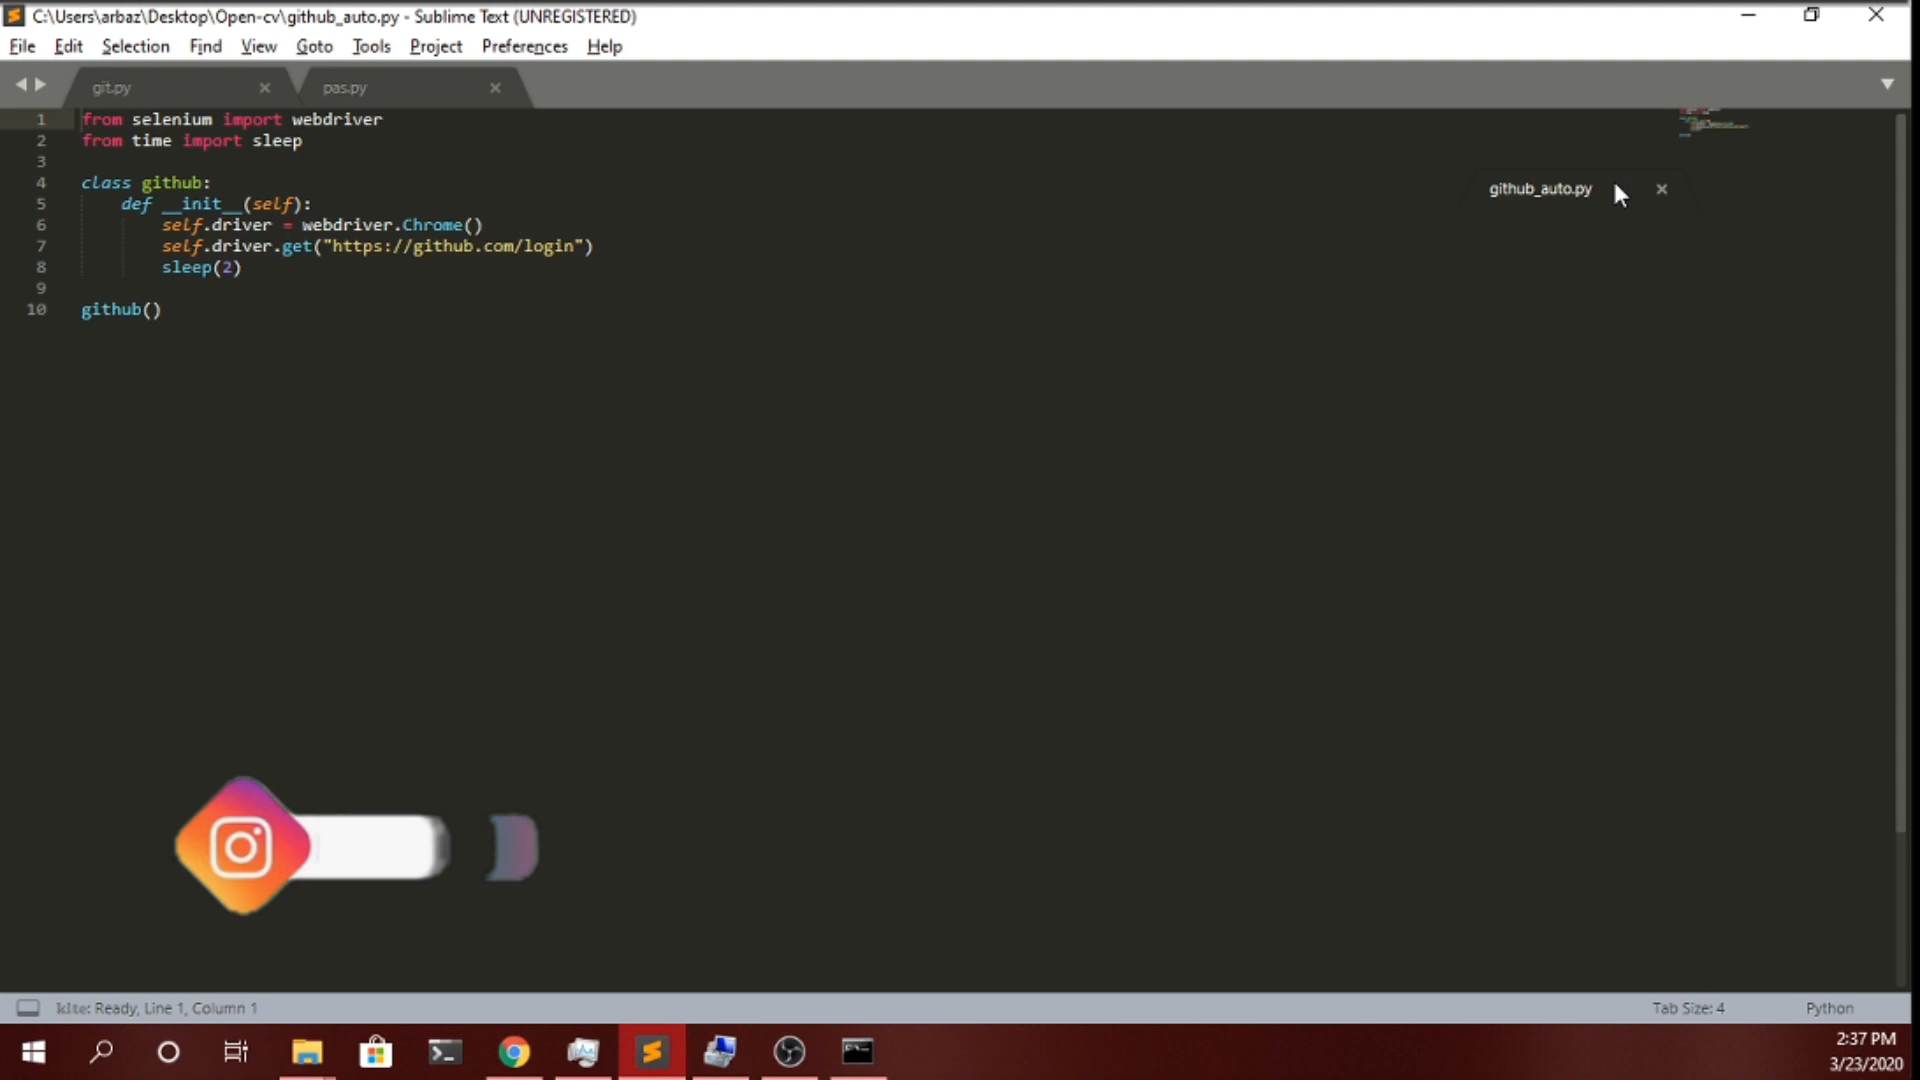 C:\Users\arbaz\Desktop\Open-cv\github_auto.py - Sublime Text (UNREGISTERED)
File Edit Selection Find View Goto Tools Project Preferences Help
git.py pas.py
github_auto.py
1 from selenium import webdriver
2 from time import sleep
3
4 class github:
5 def __init__(self):
6 self.driver = webdriver.Chrome()
7 self.driver.get("https://github.com/login")
8 sleep(2)
9
10 github()
kite: Ready, Line 1, Column 1 Tab Size: 4 Python
2:37 PM
3/23/2020